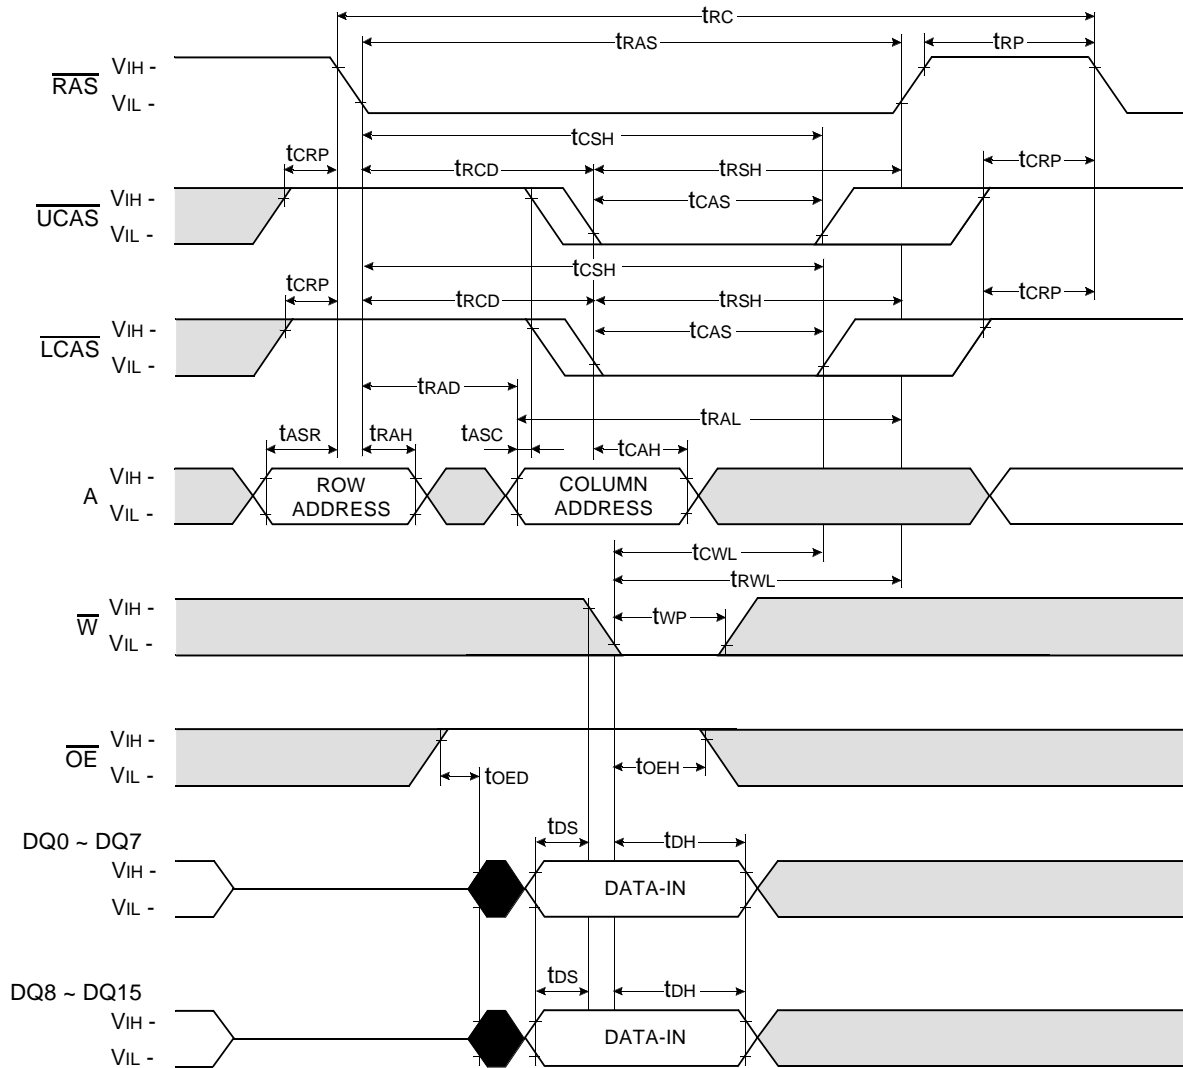 tRC
tRAS
tRP
RAS
VIH -
VIL -
tCSH
tCRP
tRCD
tRSH
tCRP
UCAS
VIH -
VIL -
tCAS
tCSH
tCRP
tRCD
tRSH
tCRP
LCAS
VIH -
VIL -
tCAS
tRAD
tRAL
tASR
tRAH
tASC
tCAH
A
VIH -
VIL -
ROW
ADDRESS
COLUMN
ADDRESS
tCWL
tRWL
W
VIH -
VIL -
tWP
OE
VIH -
VIL -
tOED
tOEH
DQ0 ~ DQ7
tDS
tDH
VIH -
VIL -
DATA-IN
DQ8 ~ DQ15
tDS
tDH
VIH -
VIL -
DATA-IN